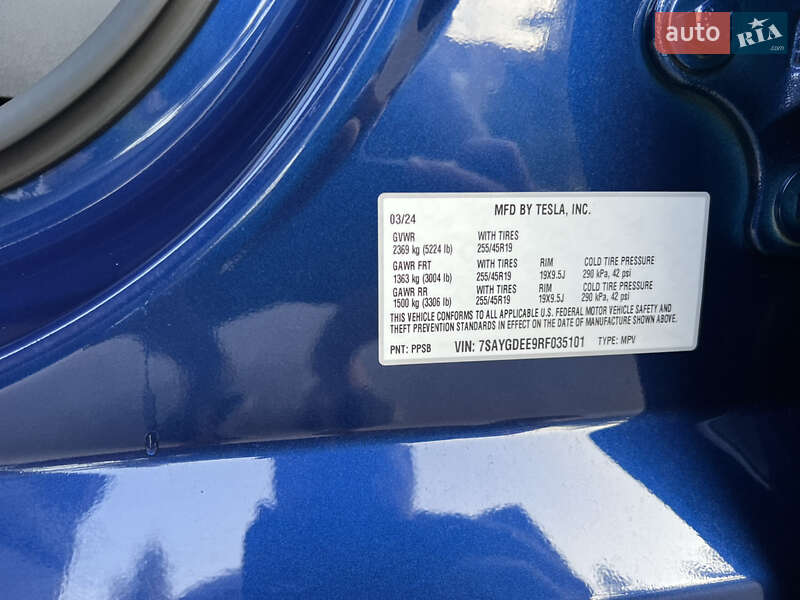 auto RIA .com
03/24 MFD BY TESLA, INC.
GVWR WITH TIRES
2369 kg (5224 lb) 255/45R19
GAWR FRT WITH TIRES RIM COLD TIRE PRESSURE
1363 kg (3004 lb) 255/45R19 19X9.5J 290 kPa, 42 psi
GAWR RR WITH TIRES RIM COLD TIRE PRESSURE
1500 kg (3306 lb) 255/45R19 19X9.5J 290 kPa, 42 psi
THIS VEHICLE CONFORMS TO ALL APPLICABLE U.S. FEDERAL MOTOR VEHICLE SAFETY AND
THEFT PREVENTION STANDARDS IN EFFECT ON THE DATE OF MANUFACTURE SHOWN ABOVE.
PNT: PPSB VIN: 7SAYGDEE9RF035101 TYPE: MPV